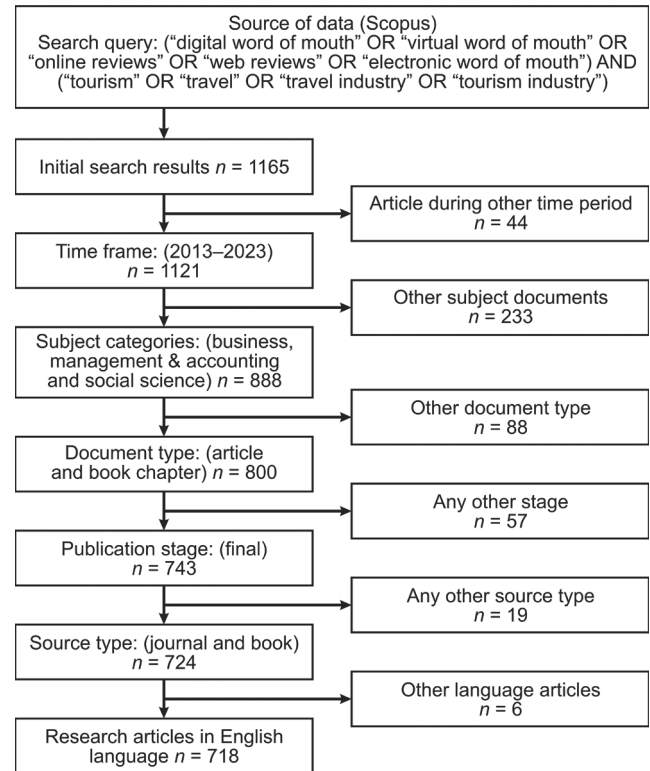 Source of data (Scopus)
Search query: (“digital word of mouth” OR “virtual word of mouth” OR
“online reviews” OR “web reviews” OR “electronic word of mouth”) AND
(“tourism” OR “travel” OR “travel industry” OR “tourism industry”)
Initial search results n = 1165
Article during other time period
n = 44
Time frame: (2013–2023)
n = 1121
Other subject documents
n = 233
Subject categories: (business,
management & accounting
and social science) n = 888
Other document type
n = 88
Document type: (article
and book chapter) n = 800
Any other stage
n = 57
Publication stage: (final)
n = 743
Any other source type
n = 19
Source type: (journal and book)
n = 724
Other language articles
n = 6
Research articles in English
language n = 718